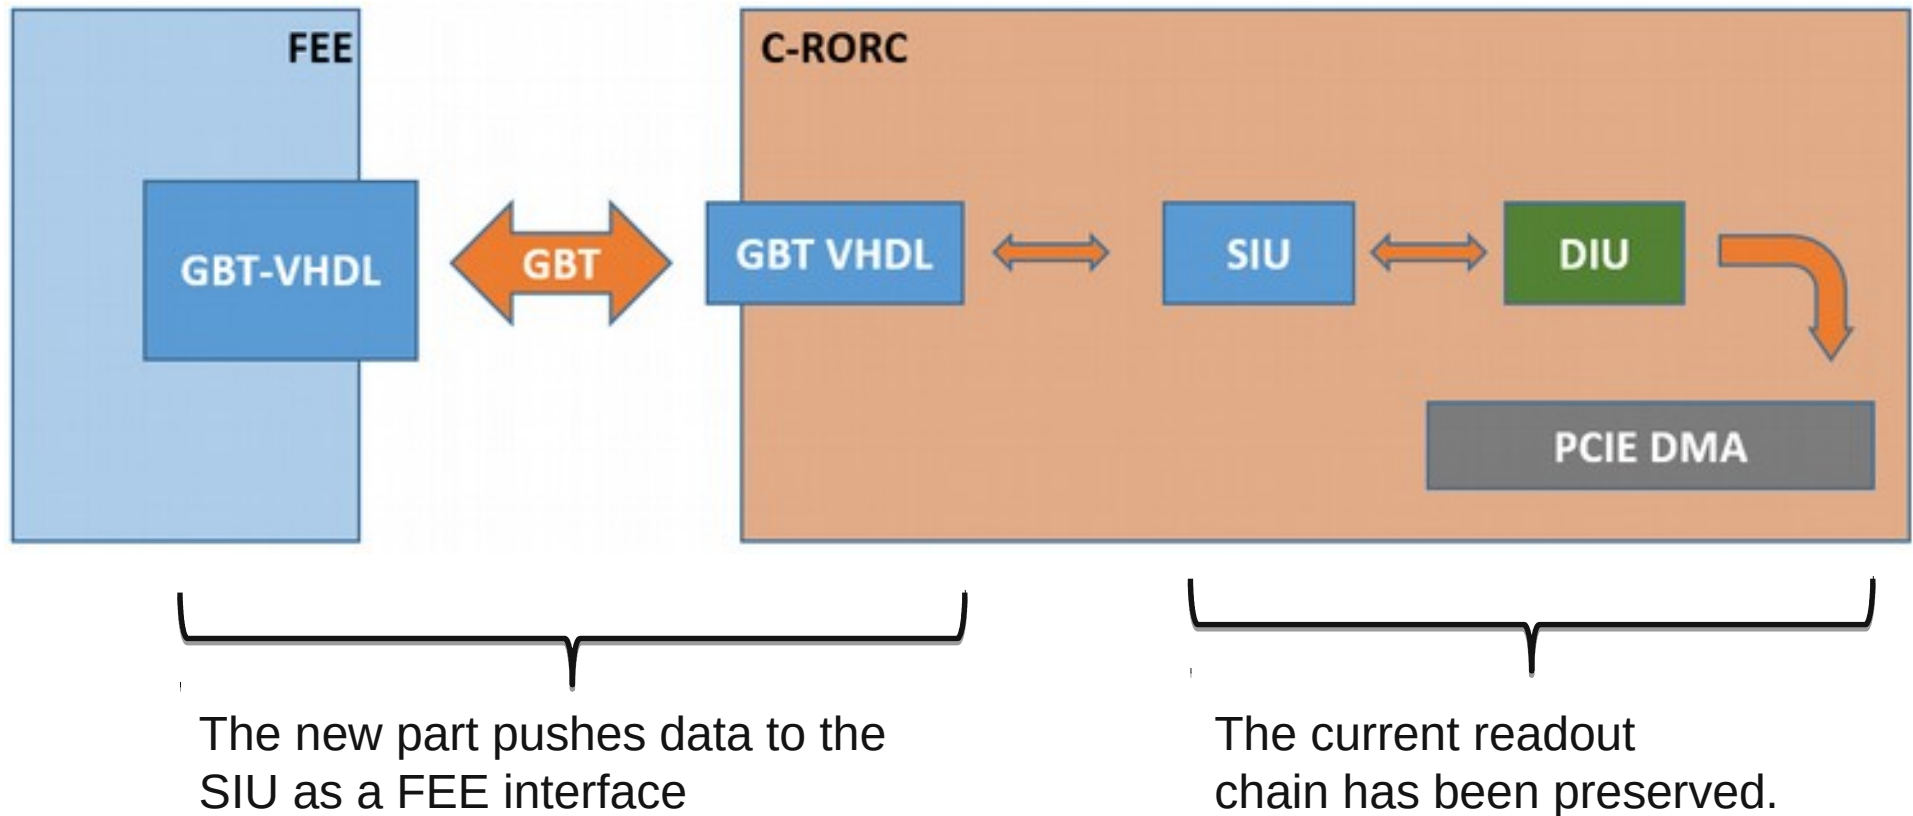 FEE
C-RORC
GBT-VHDL
GBT
GBT VHDL
SIU
DIU
PCIE DMA
The new part pushes data to the
SIU as a FEE interface
The current readout
chain has been preserved.